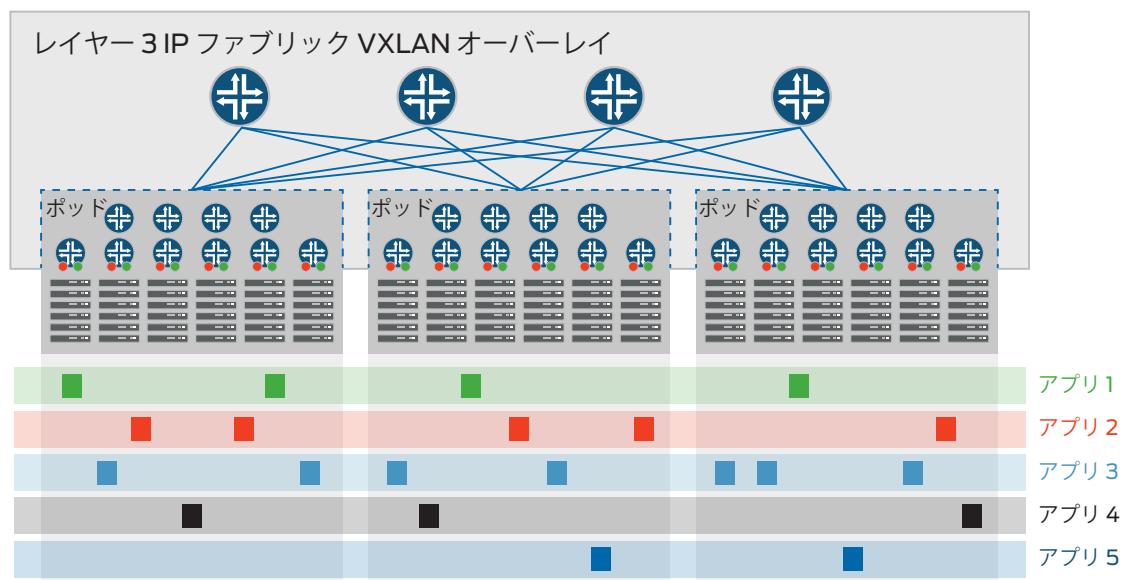 レイヤー 3 IP ファブリック VXLAN オーバーレイ
ポッド
ポッド
ポッド
アプリ 1
アプリ 2
アプリ 3
アプリ 4
アプリ 5